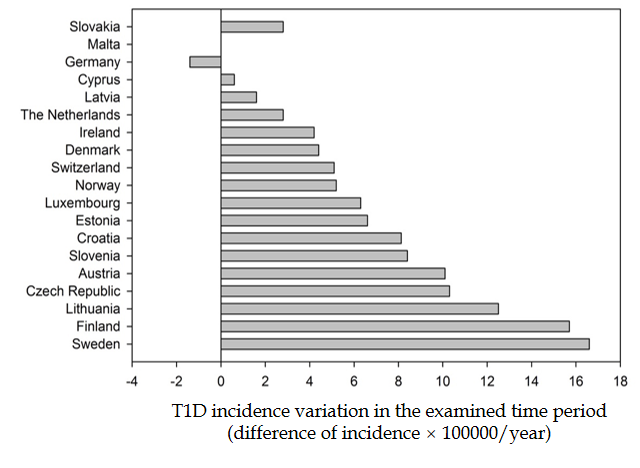 Slovakia
Malta
Germany
Cyprus
Latvia
The Netherlands
Ireland
Denmark
Switzerland
Norway
Luxembourg
Estonia
Croatia
Slovenia
Austria
Czech Republic
Lithuania
Finland
Sweden
-4 -2 0 2 4 6 8 10 12 14 16 18
T1D incidence variation in the examined time period
(difference of incidence × 100000/year)